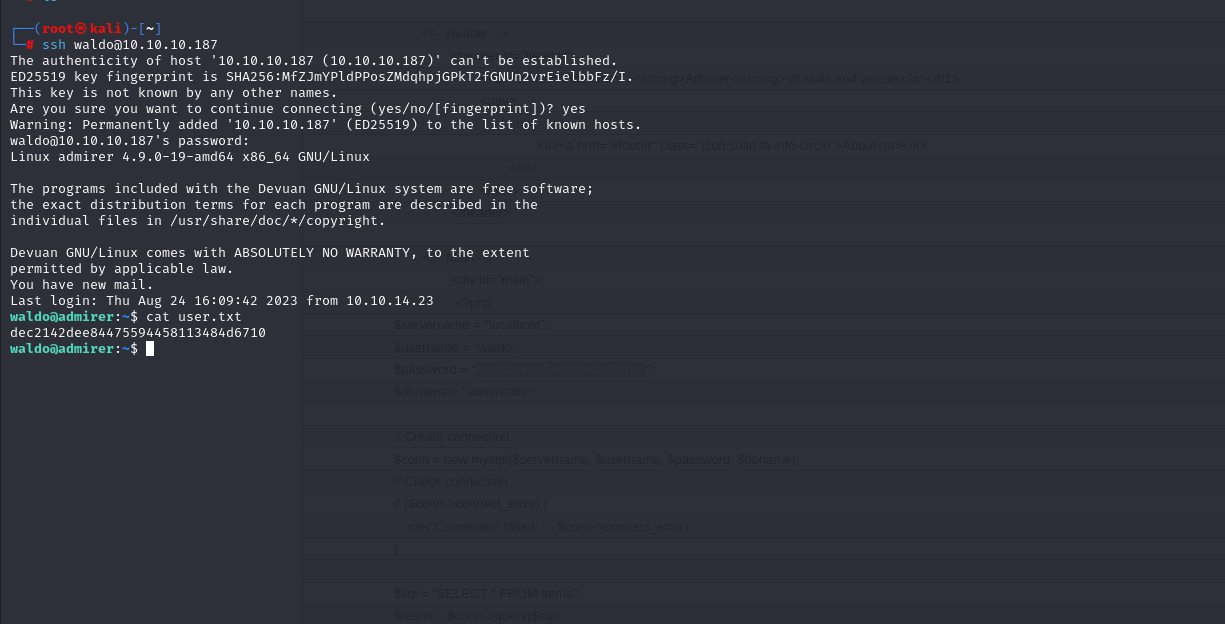 ┌──(root㉿kali)-[~]
└─# ssh waldo@10.10.10.187
The authenticity of host '10.10.10.187 (10.10.10.187)' can't be established.
ED25519 key fingerprint is SHA256:MfZJmYPldPPosZMdqhpjGPkT2fGNUn2vrEielbbFz/I.
This key is not known by any other names.
Are you sure you want to continue connecting (yes/no/[fingerprint])? yes
Warning: Permanently added '10.10.10.187' (ED25519) to the list of known hosts.
waldo@10.10.10.187's password:
Linux admirer 4.9.0-19-amd64 x86_64 GNU/Linux
The programs included with the Devuan GNU/Linux system are free software;
the exact distribution terms for each program are described in the
individual files in /usr/share/doc/*/copyright.
Devuan GNU/Linux comes with ABSOLUTELY NO WARRANTY, to the extent
permitted by applicable law.
You have new mail.
Last login: Thu Aug 24 16:09:42 2023 from 10.10.14.23
waldo@admirer:~$ cat user.txt
dec2142dee84475594458113484d6710
waldo@admirer:~$
<!-- Header -->
<strong>Admirer</strong> of skills and visuals</a></h1>
<li><a href="#footer" class="icon solid fa-info-circle">About</a></li>
</ul>
</header>
<div id="main">
<?php
$servername = "localhost";
$username = "waldo";
$password = "
$dbname = "admirerdb";
// Create connection
$conn = new mysqli($servername, $username, $password, $dbname);
// Check connection
if ($conn->connect_error) {
die("Connection failed: " . $conn->connect_error);
}
$sql = "SELECT * FROM items";
$result = $conn->query($sql);